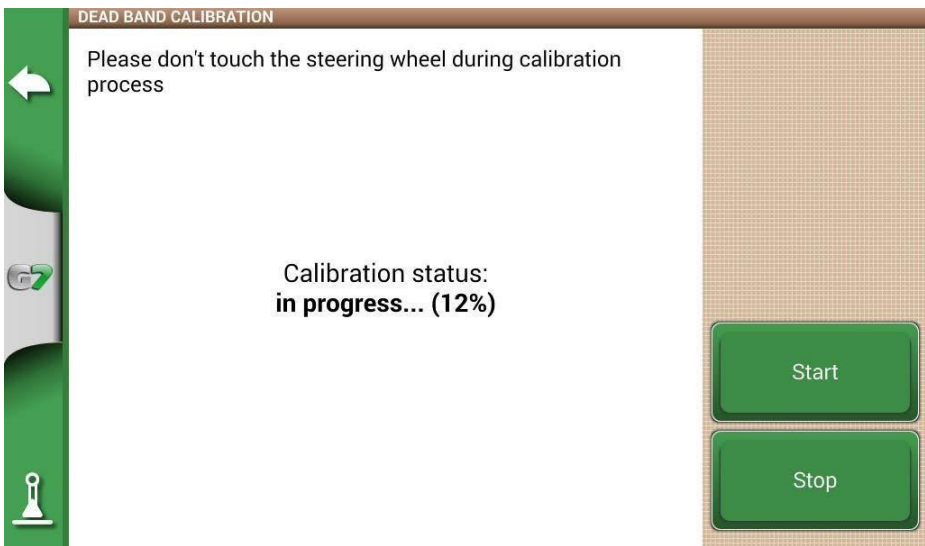 DEAD BAND CALIBRATION
Please don't touch the steering wheel during calibration
process
G7
Calibration status:
in progress... (12%)
Start
Stop